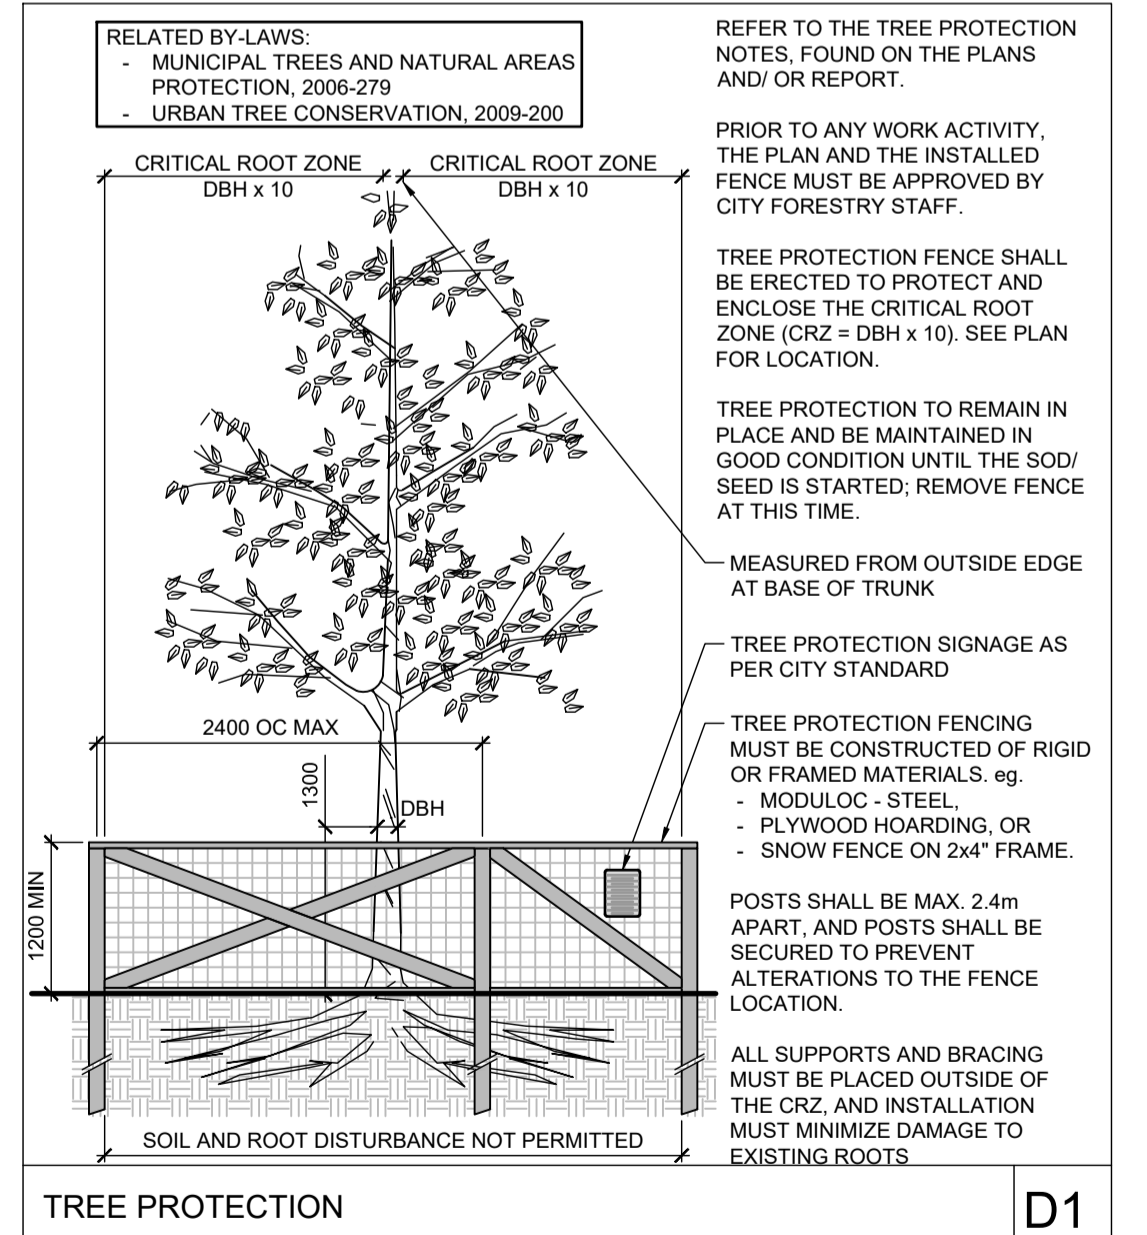 RELATED BY-LAWS:
- MUNICIPAL TREES AND NATURAL AREAS
PROTECTION, 2006-279
- URBAN TREE CONSERVATION, 2009-200
CRITICAL ROOT ZONE
DBH x 10
CRITICAL ROOT ZONE
DBH x 10
2400 OC MAX
1300
DBH
1200 MIN
SOIL AND ROOT DISTURBANCE NOT PERMITTED
REFER TO THE TREE PROTECTION
NOTES, FOUND ON THE PLANS
AND/ OR REPORT.
PRIOR TO ANY WORK ACTIVITY,
THE PLAN AND THE INSTALLED
FENCE MUST BE APPROVED BY
CITY FORESTRY STAFF.
TREE PROTECTION FENCE SHALL
BE ERECTED TO PROTECT AND
ENCLOSE THE CRITICAL ROOT
ZONE (CRZ = DBH x 10). SEE PLAN
FOR LOCATION.
TREE PROTECTION TO REMAIN IN
PLACE AND BE MAINTAINED IN
GOOD CONDITION UNTIL THE SOD/
SEED IS STARTED; REMOVE FENCE
AT THIS TIME.
MEASURED FROM OUTSIDE EDGE
AT BASE OF TRUNK
TREE PROTECTION SIGNAGE AS
PER CITY STANDARD
TREE PROTECTION FENCING
MUST BE CONSTRUCTED OF RIGID
OR FRAMED MATERIALS. eg.
- MODULOC - STEEL,
- PLYWOOD HOARDING, OR
- SNOW FENCE ON 2x4" FRAME.
POSTS SHALL BE MAX. 2.4m
APART, AND POSTS SHALL BE
SECURED TO PREVENT
ALTERATIONS TO THE FENCE
LOCATION.
ALL SUPPORTS AND BRACING
MUST BE PLACED OUTSIDE OF
THE CRZ, AND INSTALLATION
MUST MINIMIZE DAMAGE TO
EXISTING ROOTS
TREE PROTECTION
D1